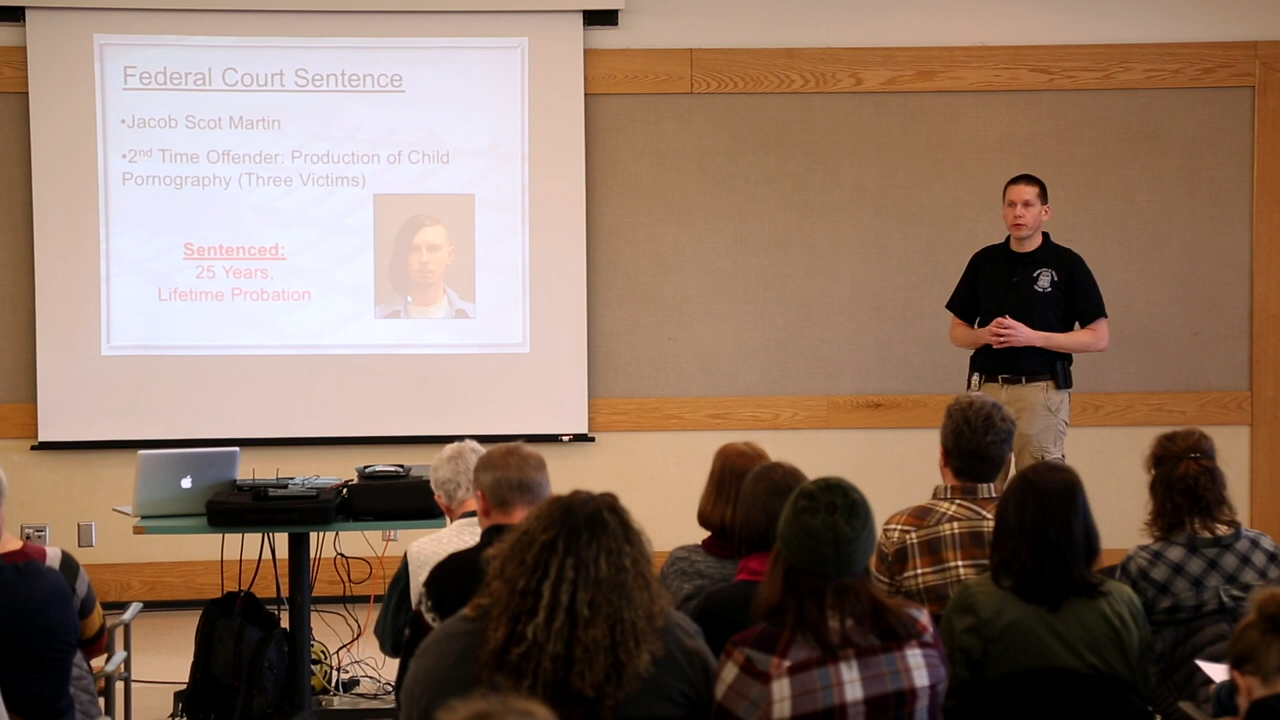 Federal Court Sentence
•Jacob Scot Martin
•2nd Time Offender: Production of Child
Pornography (Three Victims)
Sentenced:
25 Years,
Lifetime Probation